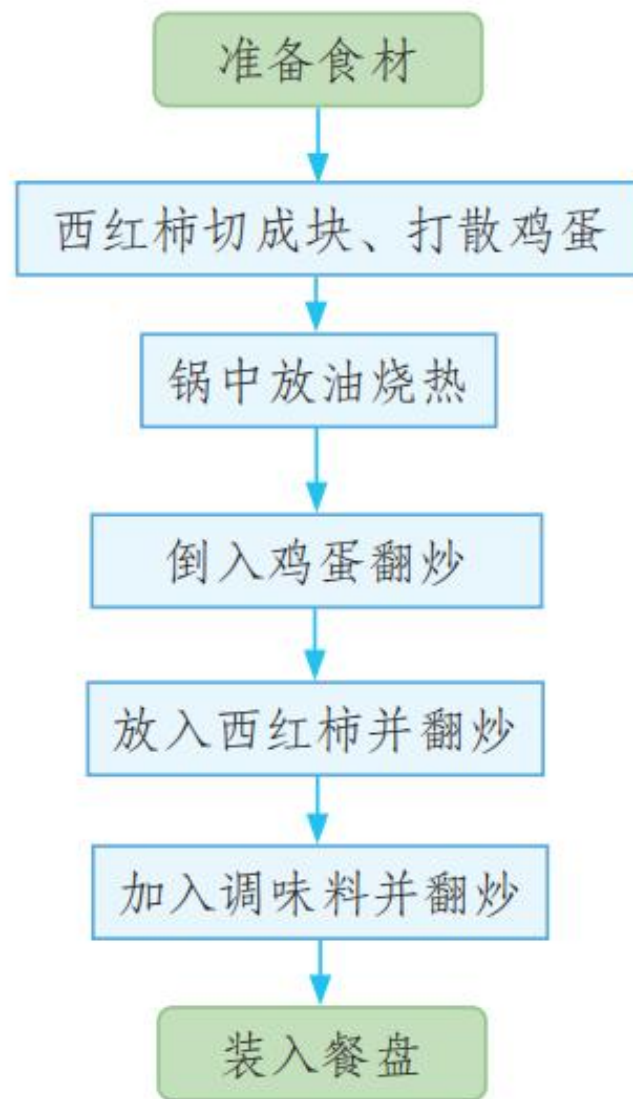 准备食材
西红柿切成块、打散鸡蛋
锅中放油烧热
倒入鸡蛋翻炒
放入西红柿并翻炒
加入调味料并翻炒
装入餐盘